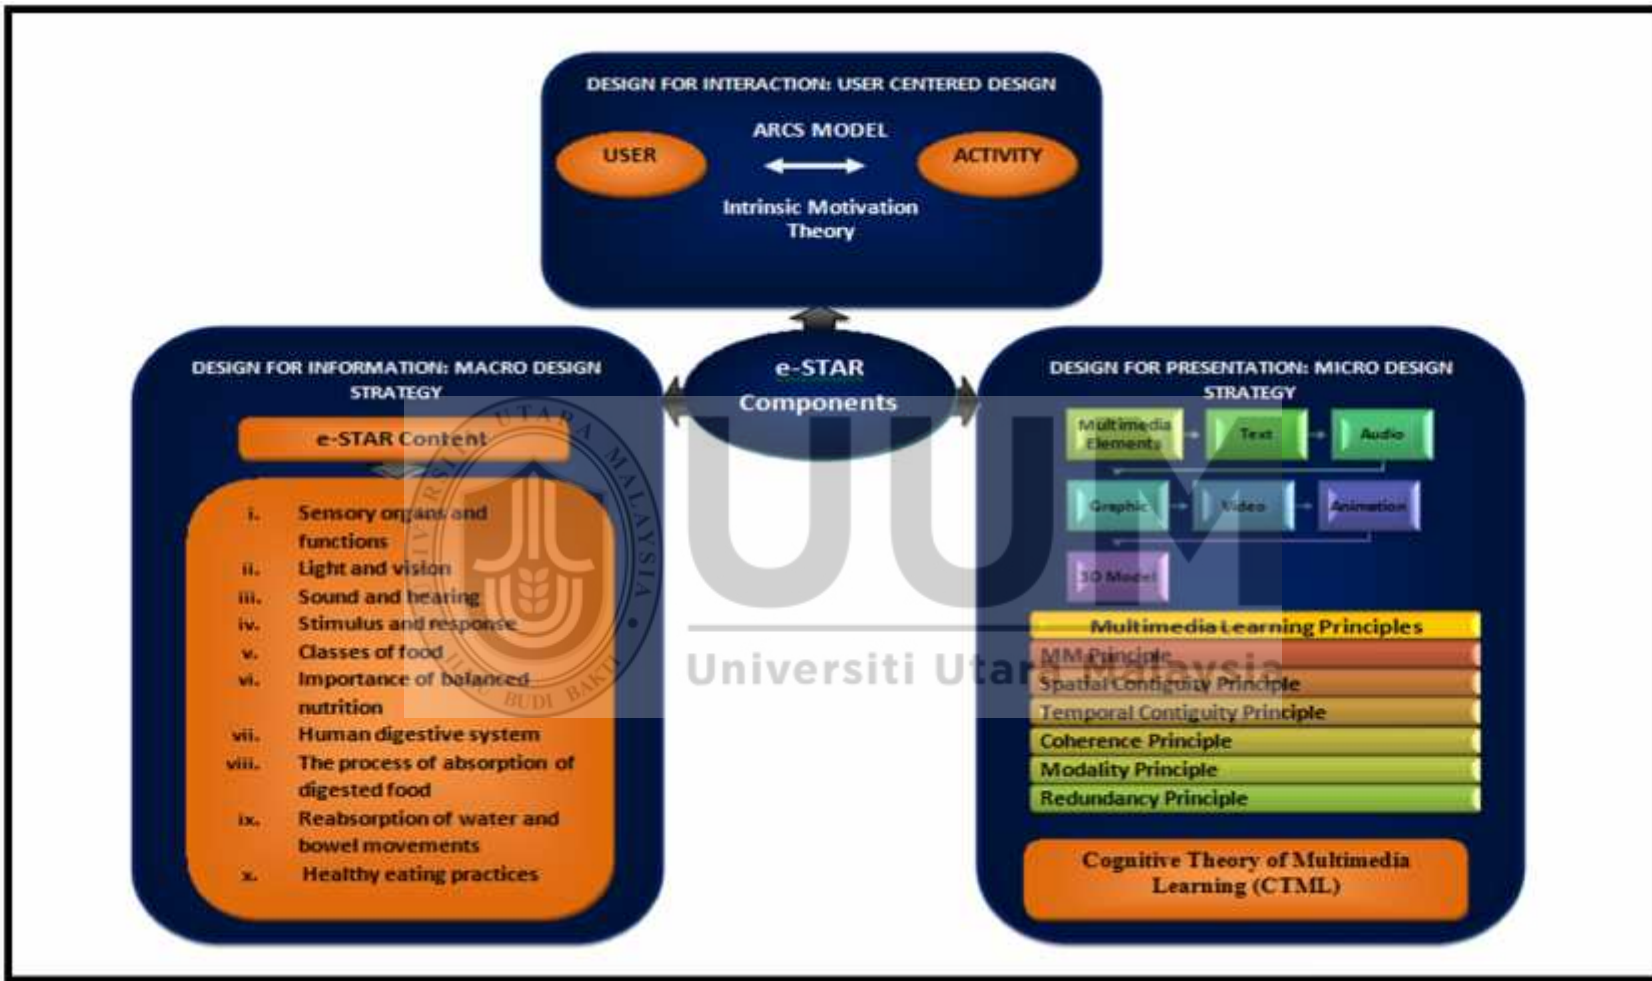 DESIGN FOR INTERACTION: USER CENTERED DESIGN
ARCS MODEL
USER
ACTIVITY
Intrinsic Motivation
Theory
e-STAR
Components
DESIGN FOR INFORMATION: MACRO DESIGN
STRATEGY
e-STAR Content
i. Sensory organs and
functions
ii. Light and vision
iii. Sound and hearing
iv. Stimulus and response
v. Classes of food
vi. Importance of balanced
nutrition
vii. Human digestive system
viii. The process of absorption of
digested food
ix. Reabsorption of water and
bowel movements
x. Healthy eating practices
DESIGN FOR PRESENTATION: MICRO DESIGN
STRATEGY
Multimedia
Elements
Text
Audio
Graphic
Video
Animation
3D Model
Multimedia Learning Principles
MM Principle
Spatial Contiguity Principle
Temporal Contiguity Principle
Coherence Principle
Modality Principle
Redundancy Principle
Cognitive Theory of Multimedia
Learning (CTML)
UNIVERSITI UTARA MALAYSIA
ILMU BUDI BAKTI
UUM
Universiti Utara Malaysia